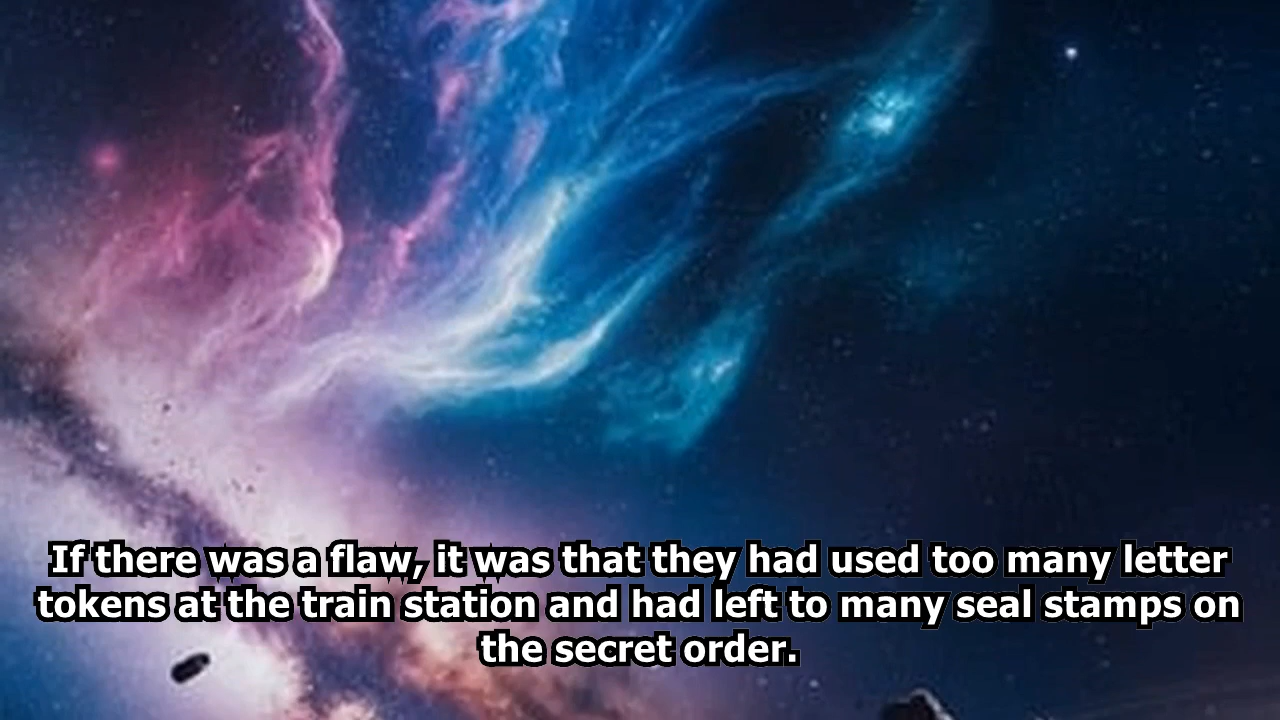 If there was a flaw, it was that they had used too many letter
tokens at the train station and had left to many seal stamps on
the secret order.